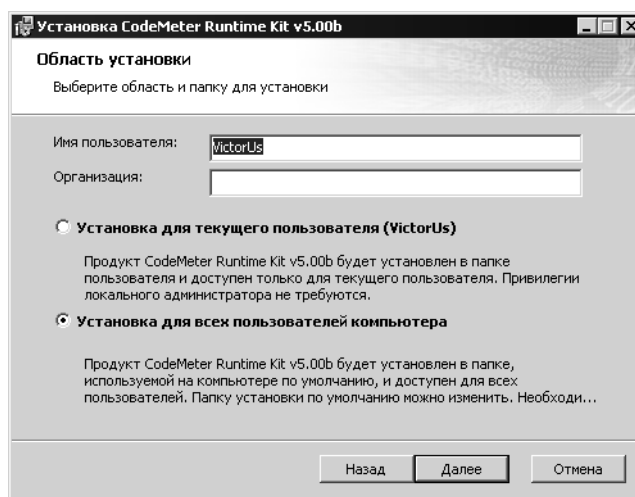 Установка CodeMeter Runtime Kit v5.00b
Область установки
Выберите область и папку для установки
Имя пользователя:
VictorUs
Организация:
Установка для текущего пользователя (VictorUs)
Продукт CodeMeter Runtime Kit v5.00b будет установлен в папке
пользователя и доступен только для текущего пользователя. Привилегии
локального администратора не требуются.
Установка для всех пользователей компьютера
Продукт CodeMeter Runtime Kit v5.00b будет установлен в папке,
используемой на компьютере по умолчанию, и доступен для всех
пользователей. Папку установки по умолчанию можно изменить. Необходи...
Назад
Далее
Отмена